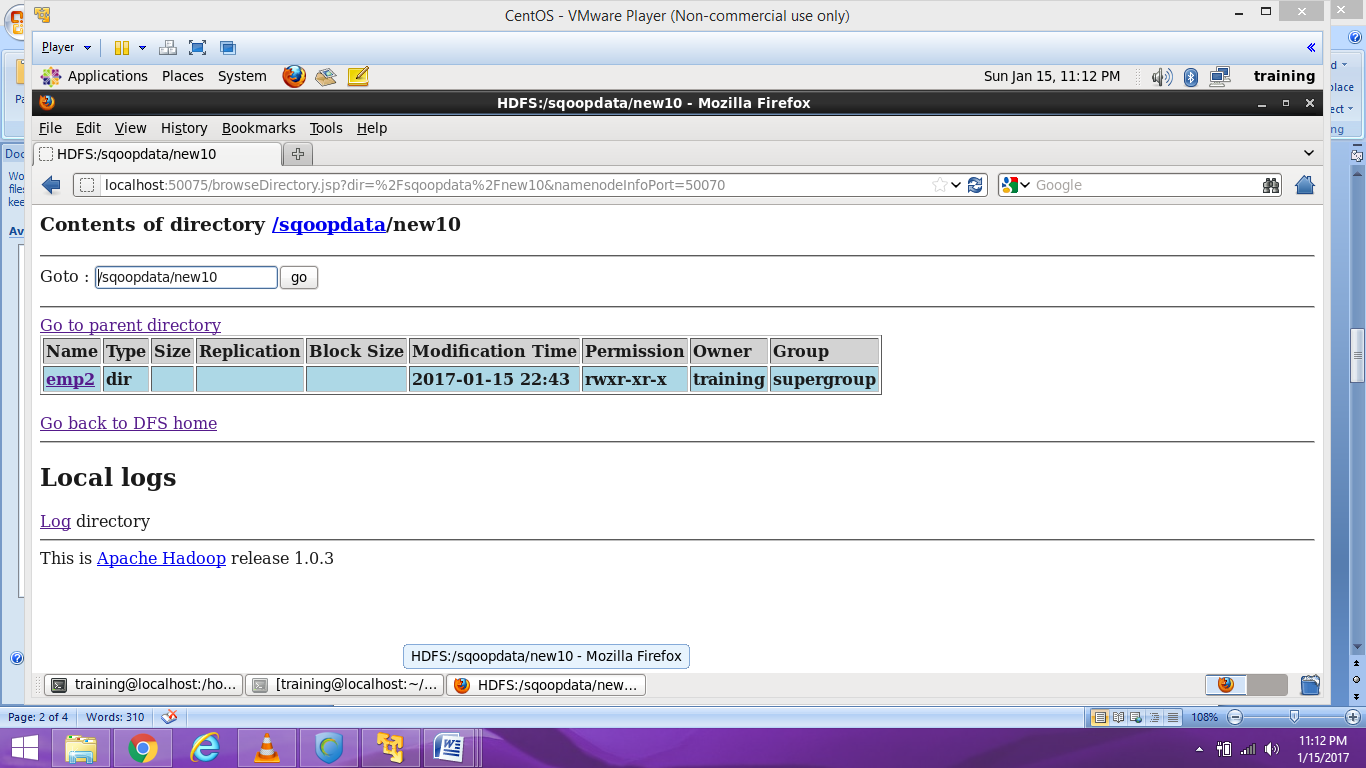 CentOS - VMware Player (Non-commercial use only)
Player
Applications Places System Sun Jan 15, 11:12 PM training
HDFS:/sqoopdata/new10 - Mozilla Firefox
File Edit View History Bookmarks Tools Help
HDFS:/sqoopdata/new10
localhost:50075/browseDirectory.jsp?dir=%2Fsqoopdata%2Fnew10&namenodeInfoPort=50070 Google
Contents of directory /sqoopdata/new10
Goto : /sqoopdata/new10 go
Go to parent directory
Name Type Size Replication Block Size Modification Time Permission Owner Group
emp2 dir 2017-01-15 22:43 rwxr-xr-x training supergroup
Go back to DFS home
Local logs
Log directory
This is Apache Hadoop release 1.0.3
HDFS:/sqoopdata/new10 - Mozilla Firefox
training@localhost:/ho... [training@localhost:~/... HDFS:/sqoopdata/new...
Page: 2 of 4 Words: 310 108%
11:12 PM
1/15/2017